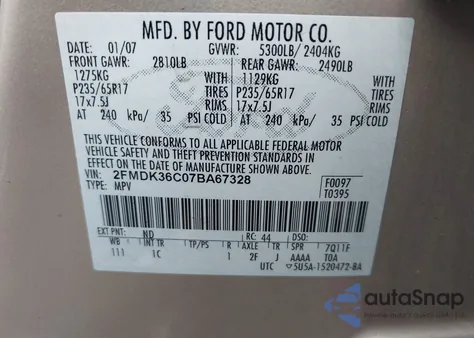 MFD. BY FORD MOTOR CO.
DATE: 01/07 GVWR: 5300LB/ 2404KG
FRONT GAWR: 2810LB REAR GAWR: 2490LB
1275KG 1129KG
P235/65R17 TIRES P235/65R17 TIRES
17x7.5J RIMS 17x7.5J RIMS
AT 240 kPa/ 35 PSI COLD AT 240 kPa/ 35 PSI COLD
THIS VEHICLE CONFORMS TO ALL APPLICABLE FEDERAL MOTOR
VEHICLE SAFETY AND THEFT PREVENTION STANDARDS IN
EFFECT ON THE DATE OF MANUFACTURE SHOWN ABOVE.
VIN: 2FMDK36C07BA67328
TYPE: MPV
F0097
T0395
EXT PNT: ND RC: 44 DSO:
WB INT TR TP/PS R AXLE TR SPR 7Q11F
111 1C 1 2F J AAAA T0A
UTC 5U5A-1520472-BA
autoSnap